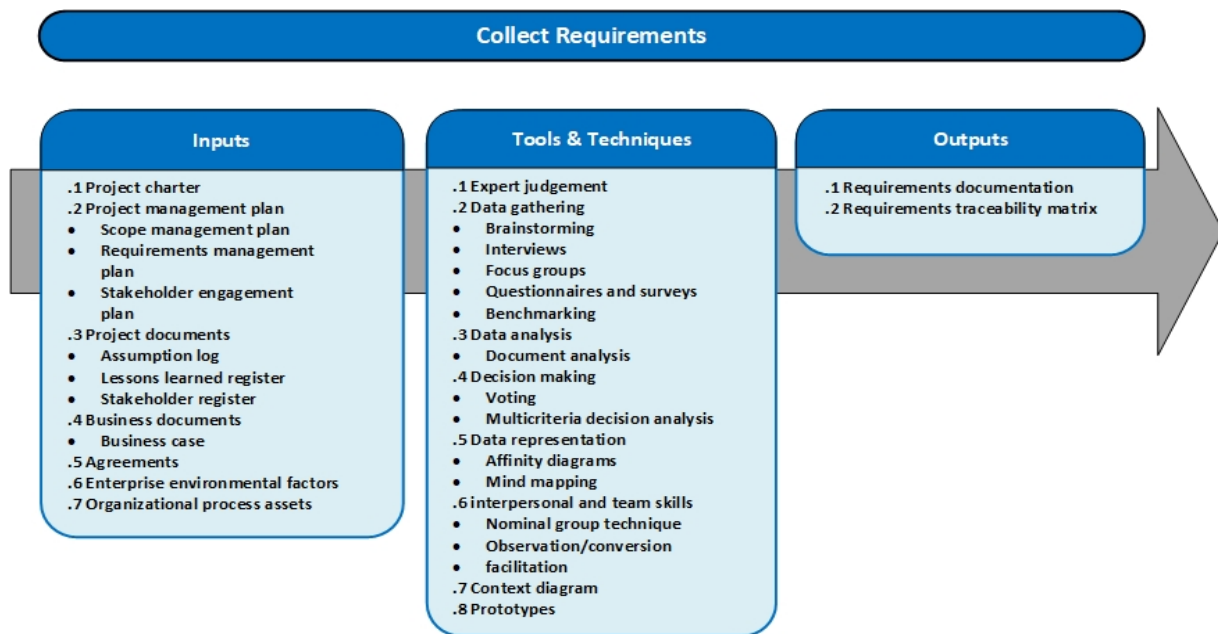 Collect Requirements
Inputs
.1 Project charter
.2 Project management plan
• Scope management plan
• Requirements management
plan
• Stakeholder engagement
plan
.3 Project documents
• Assumption log
• Lessons learned register
• Stakeholder register
.4 Business documents
• Business case
.5 Agreements
.6 Enterprise environmental factors
.7 Organizational process assets
Tools & Techniques
.1 Expert judgement
.2 Data gathering
• Brainstorming
• Interviews
• Focus groups
• Questionnaires and surveys
• Benchmarking
.3 Data analysis
• Document analysis
.4 Decision making
• Voting
• Multicriteria decision analysis
.5 Data representation
• Affinity diagrams
• Mind mapping
.6 interpersonal and team skills
• Nominal group technique
• Observation/conversion
• facilitation
.7 Context diagram
.8 Prototypes
Outputs
.1 Requirements documentation
.2 Requirements traceability matrix